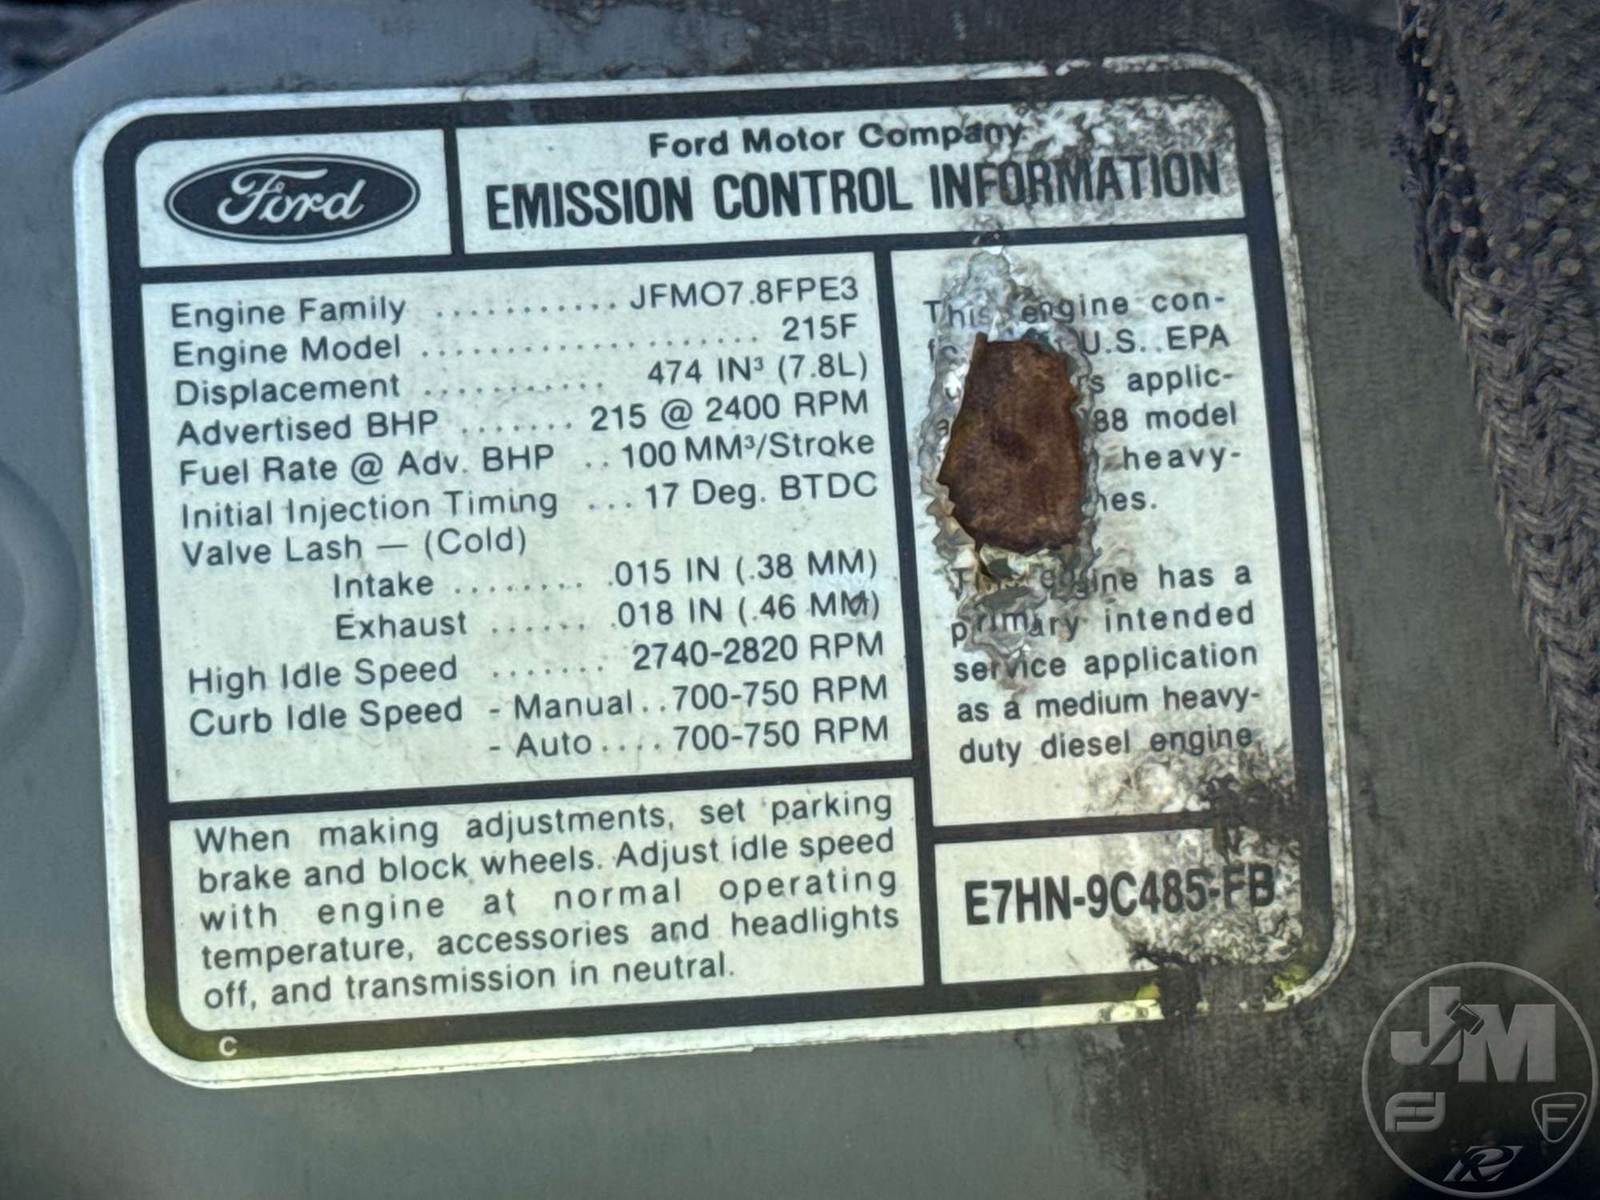 Ford
Ford Motor Company
EMISSION CONTROL INFORMATION
Engine Family .......... JFMO7.8FPE3
Engine Model .................... 215F
Displacement ........... 474 IN³ (7.8L)
Advertised BHP ....... 215 @ 2400 RPM
Fuel Rate @ Adv. BHP .. 100 MM³/Stroke
Initial Injection Timing ... 17 Deg. BTDC
Valve Lash — (Cold)
Intake ........ .015 IN (.38 MM)
Exhaust ...... .018 IN (.46 MM)
High Idle Speed ....... 2740-2820 RPM
Curb Idle Speed - Manual .. 700-750 RPM
- Auto .... 700-750 RPM
When making adjustments, set parking
brake and block wheels. Adjust idle speed
with engine at normal operating
temperature, accessories and headlights
off, and transmission in neutral.
C
This engine con-
U.S. EPA
applic-
88 model
heavy-
This engine has a
primary intended
service application
as a medium heavy-
duty diesel engine.
E7HN-9C485-FB
JM